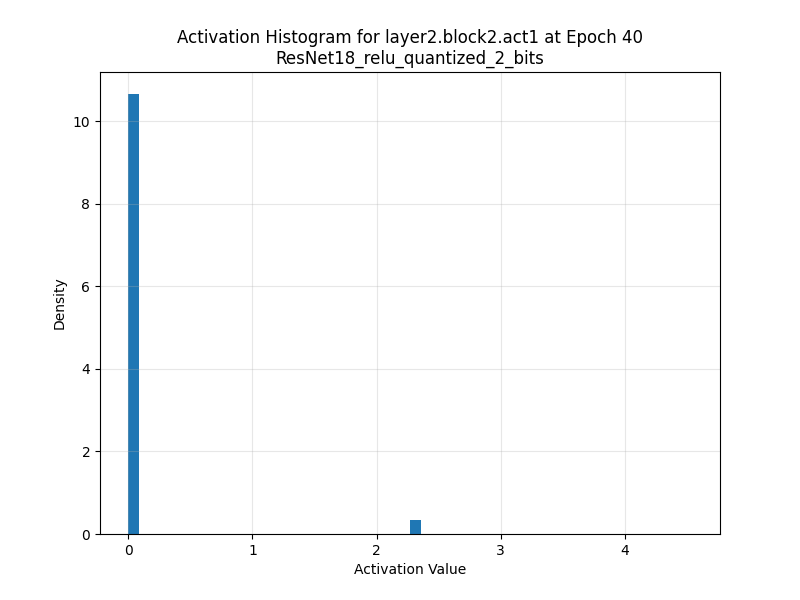 Activation Histogram for layer2.block2.act1 at Epoch 40
ResNet18_relu_quantized_2_bits
10
8
6
4
2
0
Density
0 1 2 3 4
Activation Value